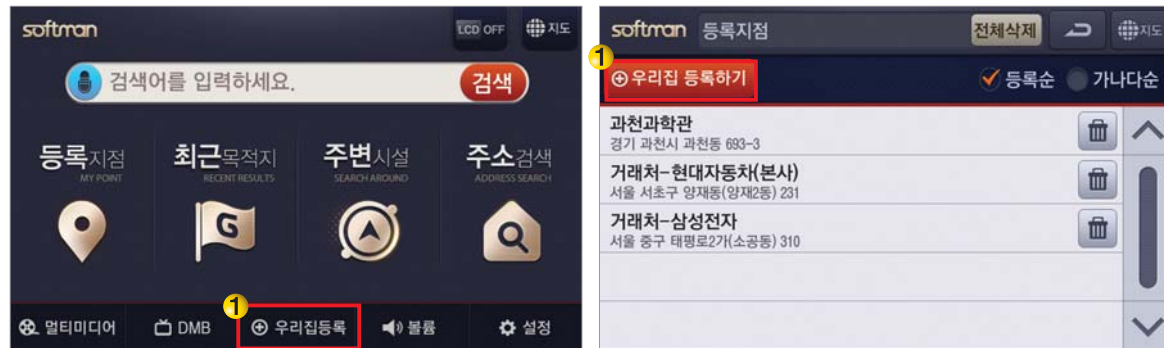 softman
LCD OFF
지도
검색어를 입력하세요.
검색
등록지점
MY POINT
최근목적지
RECENT RESULTS
주변시설
SEARCH AROUND
주소검색
ADDRESS SEARCH
G
1
멀티미디어
DMB
우리집등록
볼륨
설정
softman 등록지점
전체삭제
지도
1
우리집 등록하기
등록순
가나다순
과천과학관
경기 과천시 과천동 693-3
거래처-현대자동차(본사)
서울 서초구 양재동(양재2동) 231
거래처-삼성전자
서울 중구 태평로2가(소공동) 310